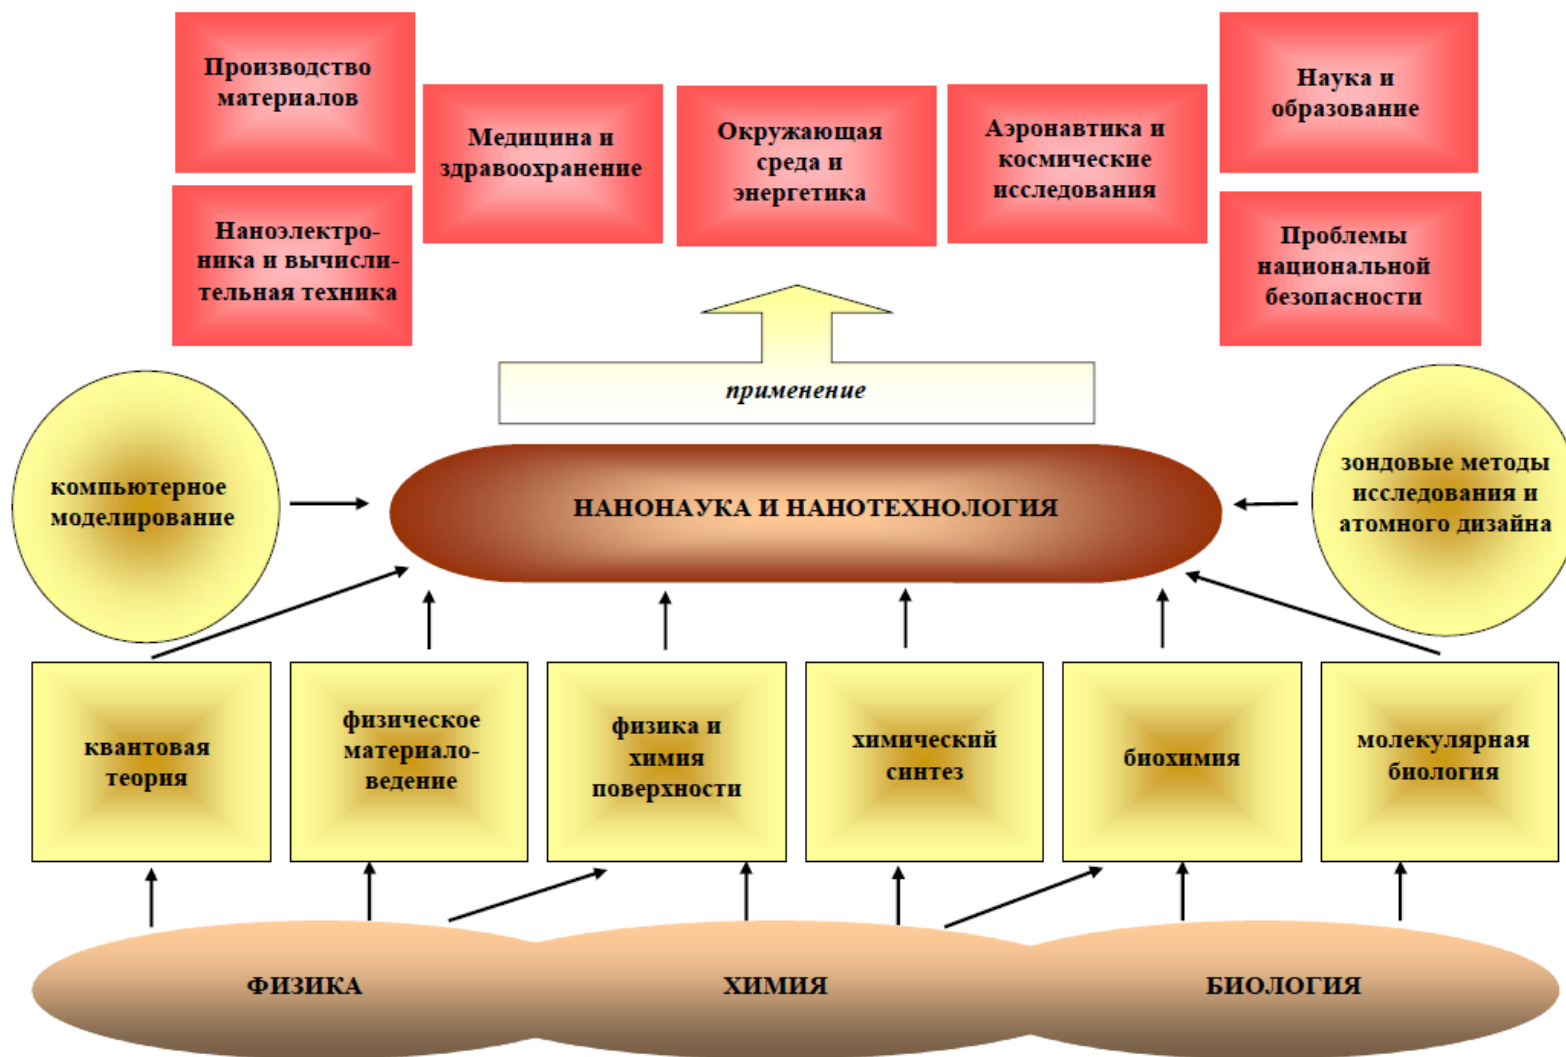 Производство
материалов
Медицина и
здравоохранение
Окружающая
среда и
энергетика
Аэронавтика и
космические
исследования
Наука и
образование
Наноэлектро-
ника и вычисли-
тельная техника
Проблемы
национальной
безопасности
применение
компьютерное
моделирование
НАНОНАУКА И НАНОТЕХНОЛОГИЯ
зондовые методы
исследования и
атомного дизайна
квантовая
теория
физическое
материало-
ведение
физика и
химия
поверхности
химический
синтез
биохимия
молекулярная
биология
ФИЗИКА
ХИМИЯ
БИОЛОГИЯ